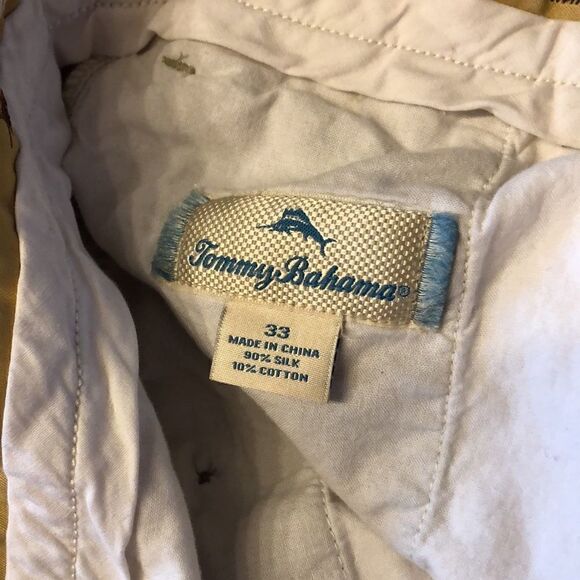 Tommy Bahama®
33
MADE IN CHINA
90% SILK
10% COTTON